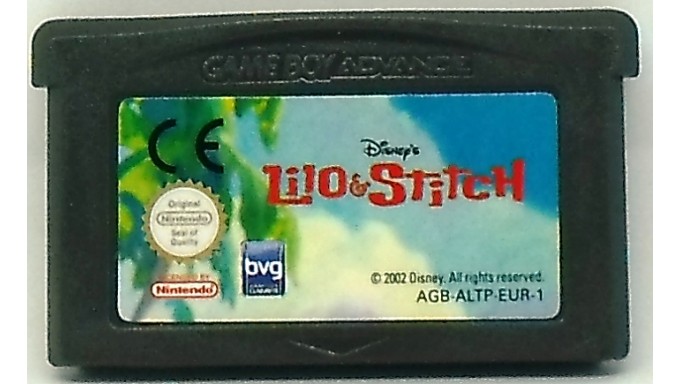 GAME BOY ADVANCE
CE
Disney's
Lilo & Stitch
Original
Nintendo
Seal of
Quality
LICENSED BY
Nintendo
bvg
© 2002 Disney. All rights reserved.
AGB-ALTP-EUR-1